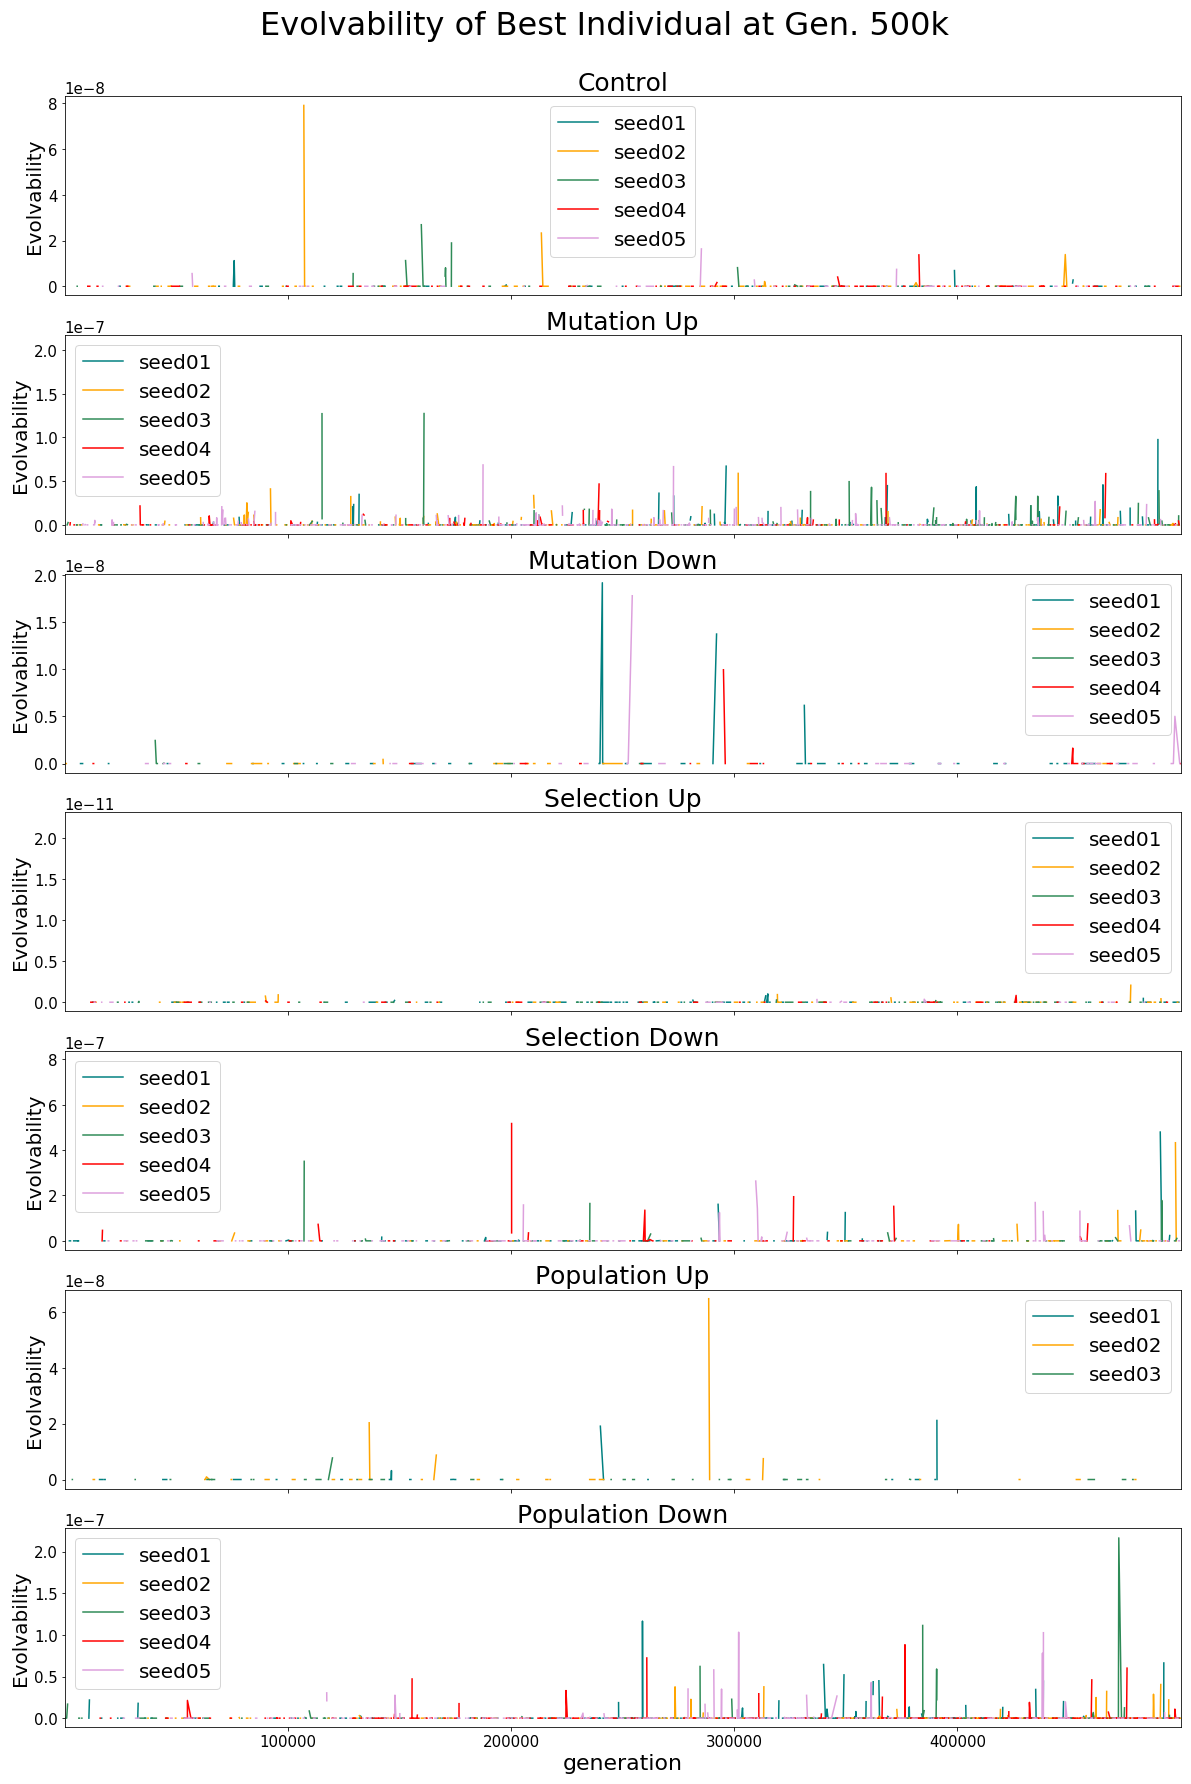 Evolvability of Best Individual at Gen. 500k
Control
1e−8
8
6
4
2
0
Evolvability
seed01
seed02
seed03
seed04
seed05
Mutation Up
1e−7
2.0
1.5
1.0
0.5
0.0
Evolvability
seed01
seed02
seed03
seed04
seed05
Mutation Down
1e−8
2.0
1.5
1.0
0.5
0.0
Evolvability
seed01
seed02
seed03
seed04
seed05
Selection Up
1e−11
2.0
1.5
1.0
0.5
0.0
Evolvability
seed01
seed02
seed03
seed04
seed05
Selection Down
1e−7
8
6
4
2
0
Evolvability
seed01
seed02
seed03
seed04
seed05
Population Up
1e−8
6
4
2
0
Evolvability
seed01
seed02
seed03
Population Down
1e−7
2.0
1.5
1.0
0.5
0.0
Evolvability
seed01
seed02
seed03
seed04
seed05
100000 200000 300000 400000
generation